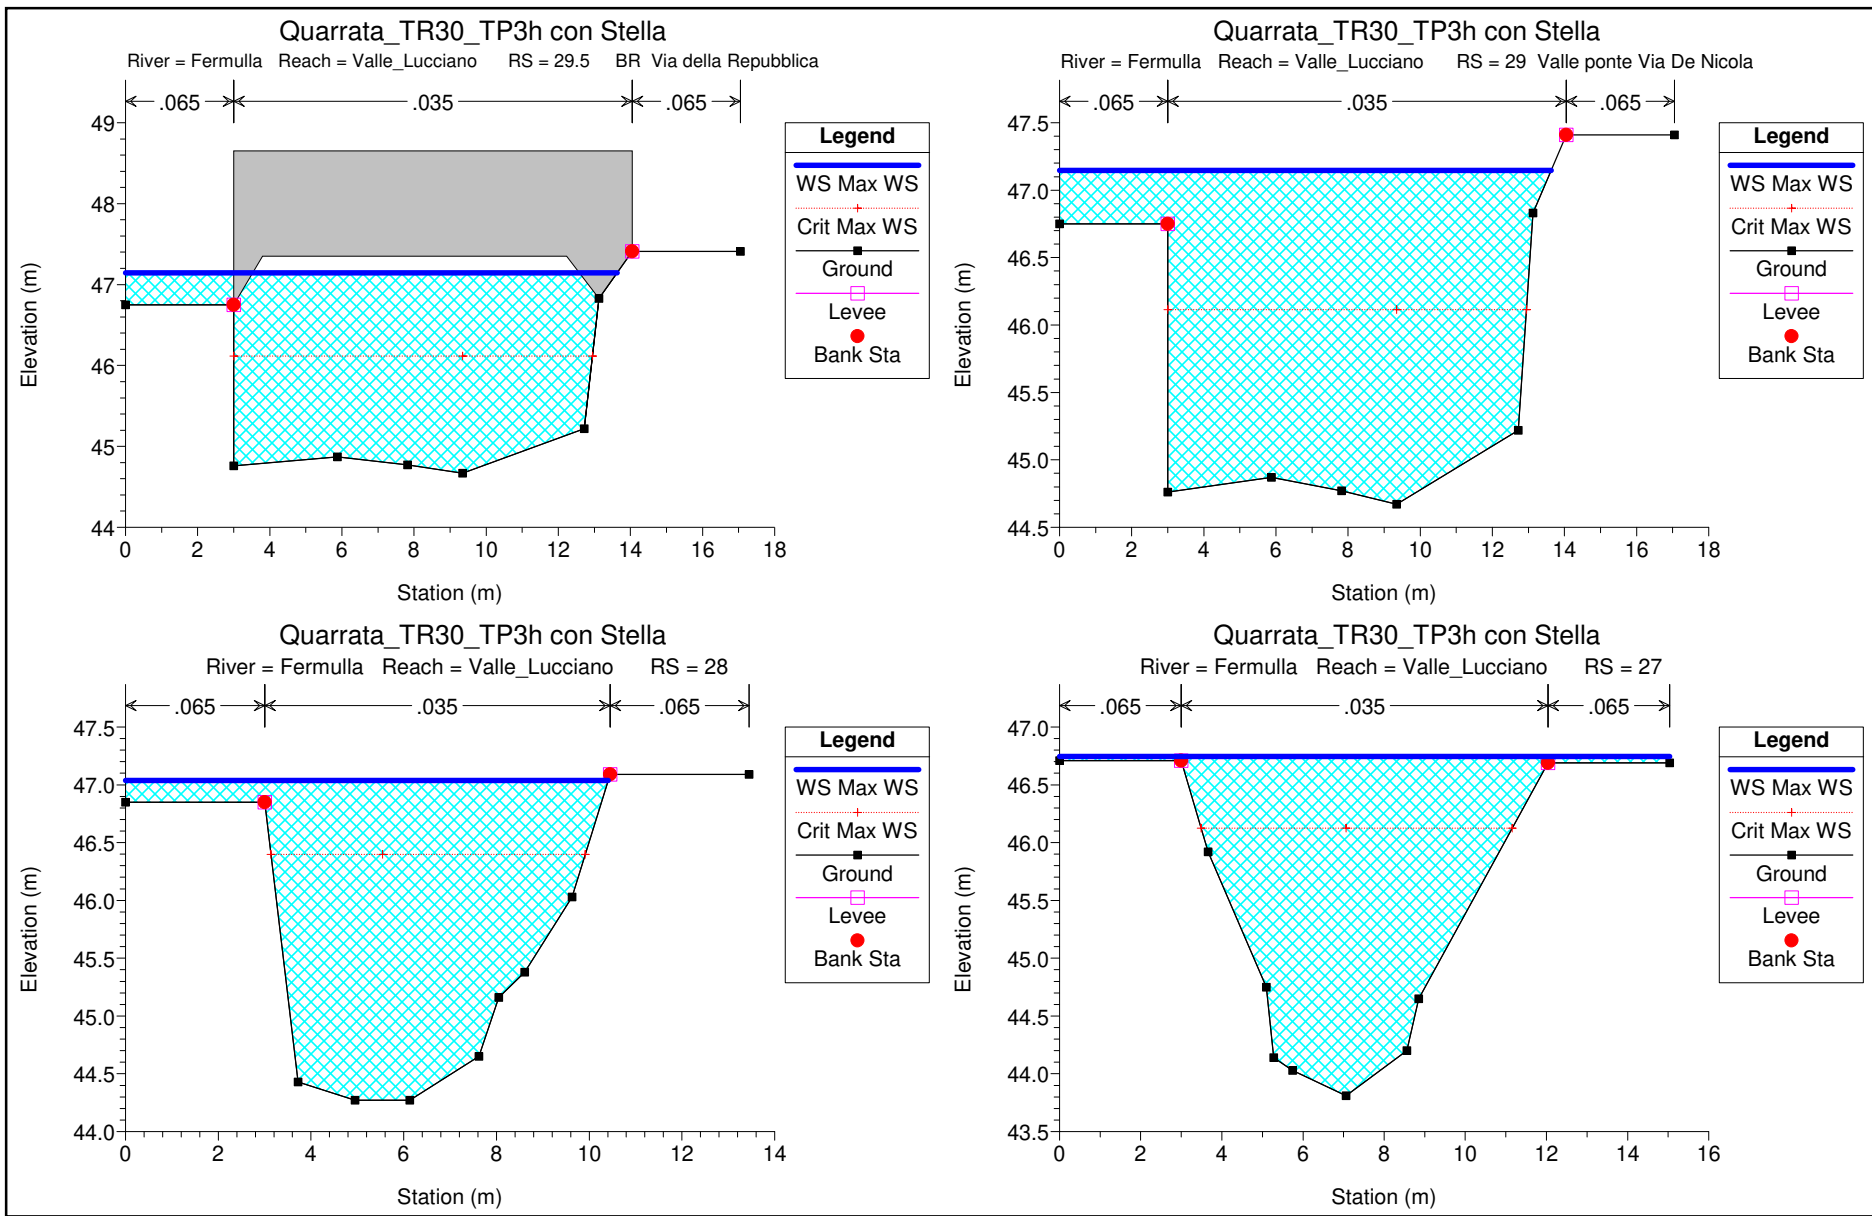 Quarrata_TR30_TP3h con Stella
River = Fermulla Reach = Valle_Lucciano RS = 29.5 BR Via della Repubblica
.065 .035 .065
49
48
47
46
45
44
0 2 4 6 8 10 12 14 16 18
Elevation (m)
Station (m)
Legend
WS Max WS
Crit Max WS
Ground
Levee
Bank Sta
Quarrata_TR30_TP3h con Stella
River = Fermulla Reach = Valle_Lucciano RS = 29 Valle ponte Via De Nicola
.065 .035 .065
47.5
47.0
46.5
46.0
45.5
45.0
44.5
0 2 4 6 8 10 12 14 16 18
Elevation (m)
Station (m)
Legend
WS Max WS
Crit Max WS
Ground
Levee
Bank Sta
Quarrata_TR30_TP3h con Stella
River = Fermulla Reach = Valle_Lucciano RS = 28
.065 .035 .065
47.5
47.0
46.5
46.0
45.5
45.0
44.5
44.0
0 2 4 6 8 10 12 14
Elevation (m)
Station (m)
Legend
WS Max WS
Crit Max WS
Ground
Levee
Bank Sta
Quarrata_TR30_TP3h con Stella
River = Fermulla Reach = Valle_Lucciano RS = 27
.065 .035 .065
47.0
46.5
46.0
45.5
45.0
44.5
44.0
43.5
0 2 4 6 8 10 12 14 16
Elevation (m)
Station (m)
Legend
WS Max WS
Crit Max WS
Ground
Levee
Bank Sta